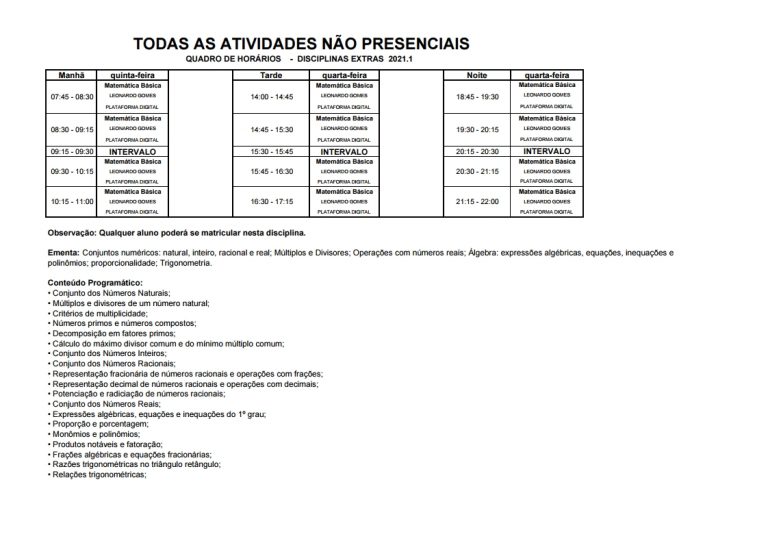 TODAS AS ATIVIDADES NÃO PRESENCIAIS
QUADRO DE HORÁRIOS - DISCIPLINAS EXTRAS 2021.1
Manhã quinta-feira Tarde quarta-feira Noite quarta-feira
Matemática Básica Matemática Básica Matemática Básica
07:45 - 08:30 LEONARDO GOMES 14:00 - 14:45 LEONARDO GOMES 18:45 - 19:30 LEONARDO GOMES
PLATAFORMA DIGITAL PLATAFORMA DIGITAL PLATAFORMA DIGITAL
Matemática Básica Matemática Básica Matemática Básica
08:30 - 09:15 LEONARDO GOMES 14:45 - 15:30 LEONARDO GOMES 19:30 - 20:15 LEONARDO GOMES
PLATAFORMA DIGITAL PLATAFORMA DIGITAL PLATAFORMA DIGITAL
09:15 - 09:30 INTERVALO 15:30 - 15:45 INTERVALO 20:15 - 20:30 INTERVALO
Matemática Básica Matemática Básica Matemática Básica
09:30 - 10:15 LEONARDO GOMES 15:45 - 16:30 LEONARDO GOMES 20:30 - 21:15 LEONARDO GOMES
PLATAFORMA DIGITAL PLATAFORMA DIGITAL PLATAFORMA DIGITAL
Matemática Básica Matemática Básica Matemática Básica
10:15 - 11:00 LEONARDO GOMES 16:30 - 17:15 LEONARDO GOMES 21:15 - 22:00 LEONARDO GOMES
PLATAFORMA DIGITAL PLATAFORMA DIGITAL PLATAFORMA DIGITAL
Observação: Qualquer aluno poderá se matricular nesta disciplina.
Ementa: Conjuntos numéricos: natural, inteiro, racional e real; Múltiplos e Divisores; Operações com números reais; Álgebra: expressões algébricas, equações, inequações e
polinômios; proporcionalidade; Trigonometria.
Conteúdo Programático:
• Conjunto dos Números Naturais;
• Múltiplos e divisores de um número natural;
• Critérios de multiplicidade;
• Números primos e números compostos;
• Decomposição em fatores primos;
• Cálculo do máximo divisor comum e do mínimo múltiplo comum;
• Conjunto dos Números Inteiros;
• Conjunto dos Números Racionais;
• Representação fracionária de números racionais e operações com frações;
• Representação decimal de números racionais e operações com decimais;
• Potenciação e radiciação de números racionais;
• Conjunto dos Números Reais;
• Expressões algébricas, equações e inequações do 1º grau;
• Proporção e porcentagem;
• Monômios e polinômios;
• Produtos notáveis e fatoração;
• Frações algébricas e equações fracionárias;
• Razões trigonométricas no triângulo retângulo;
• Relações trigonométricas;